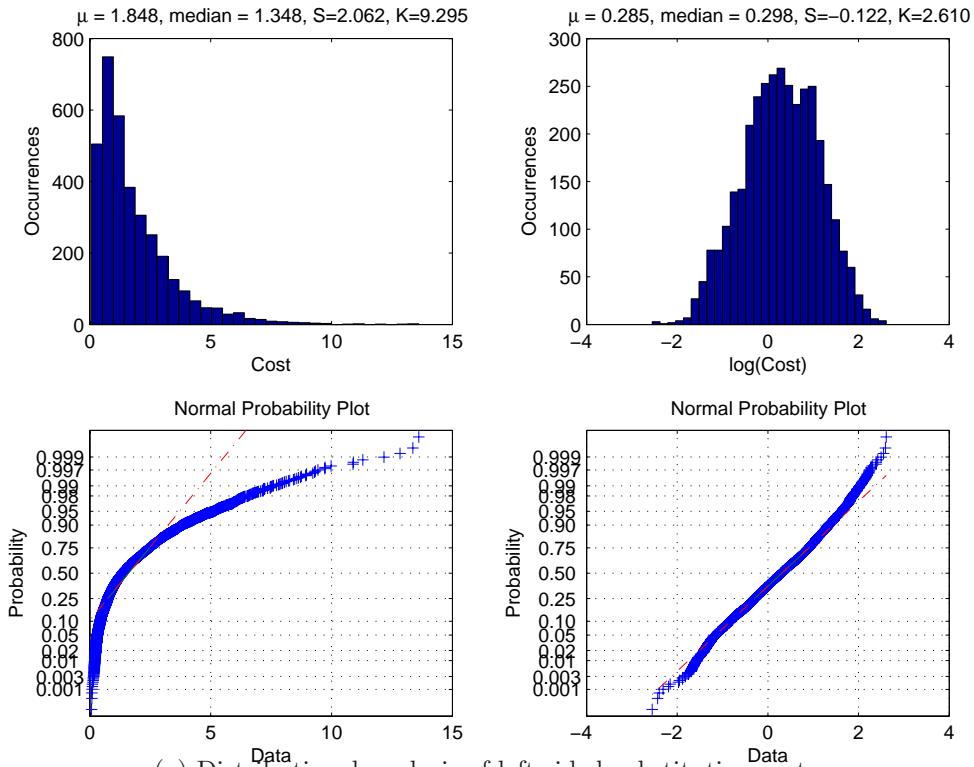 μ = 1.848, median = 1.348, S=2.062, K=9.295
800
600
400
200
0
Occurrences
0 5 10 15
Cost
μ = 0.285, median = 0.298, S=−0.122, K=2.610
300
250
200
150
100
50
0
Occurrences
−4 −2 0 2 4
log(Cost)
Normal Probability Plot
0.999
0.997
0.99
0.98
0.95
0.90
0.75
0.50
0.25
0.10
0.05
0.02
0.01
0.003
0.001
Probability
0 5 10 15
Data
Normal Probability Plot
0.999
0.997
0.99
0.98
0.95
0.90
0.75
0.50
0.25
0.10
0.05
0.02
0.01
0.003
0.001
Probability
−4 −2 0 2 4
Data